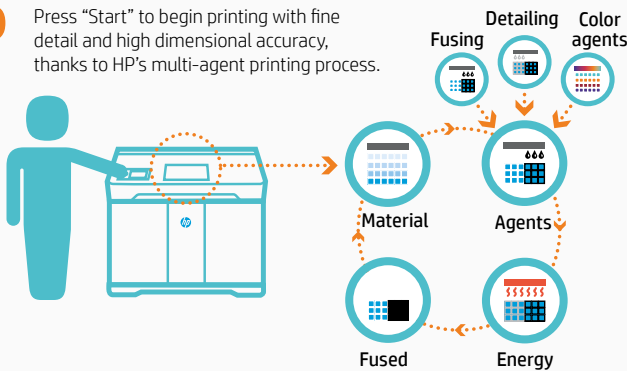 Press “Start” to begin printing with fine
detail and high dimensional accuracy,
thanks to HP’s multi-agent printing process.
Detailing
Fusing
Color
agents
hp
Material
Agents
Fused
Energy